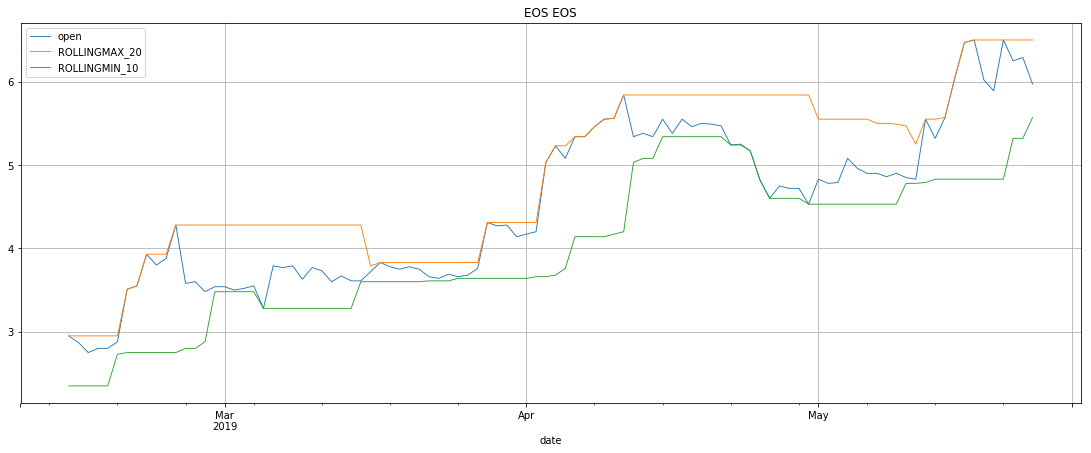 EOS EOS
open
ROLLINGMAX_20
ROLLINGMIN_10
6
5
4
3
Mar
2019
Apr
May
date